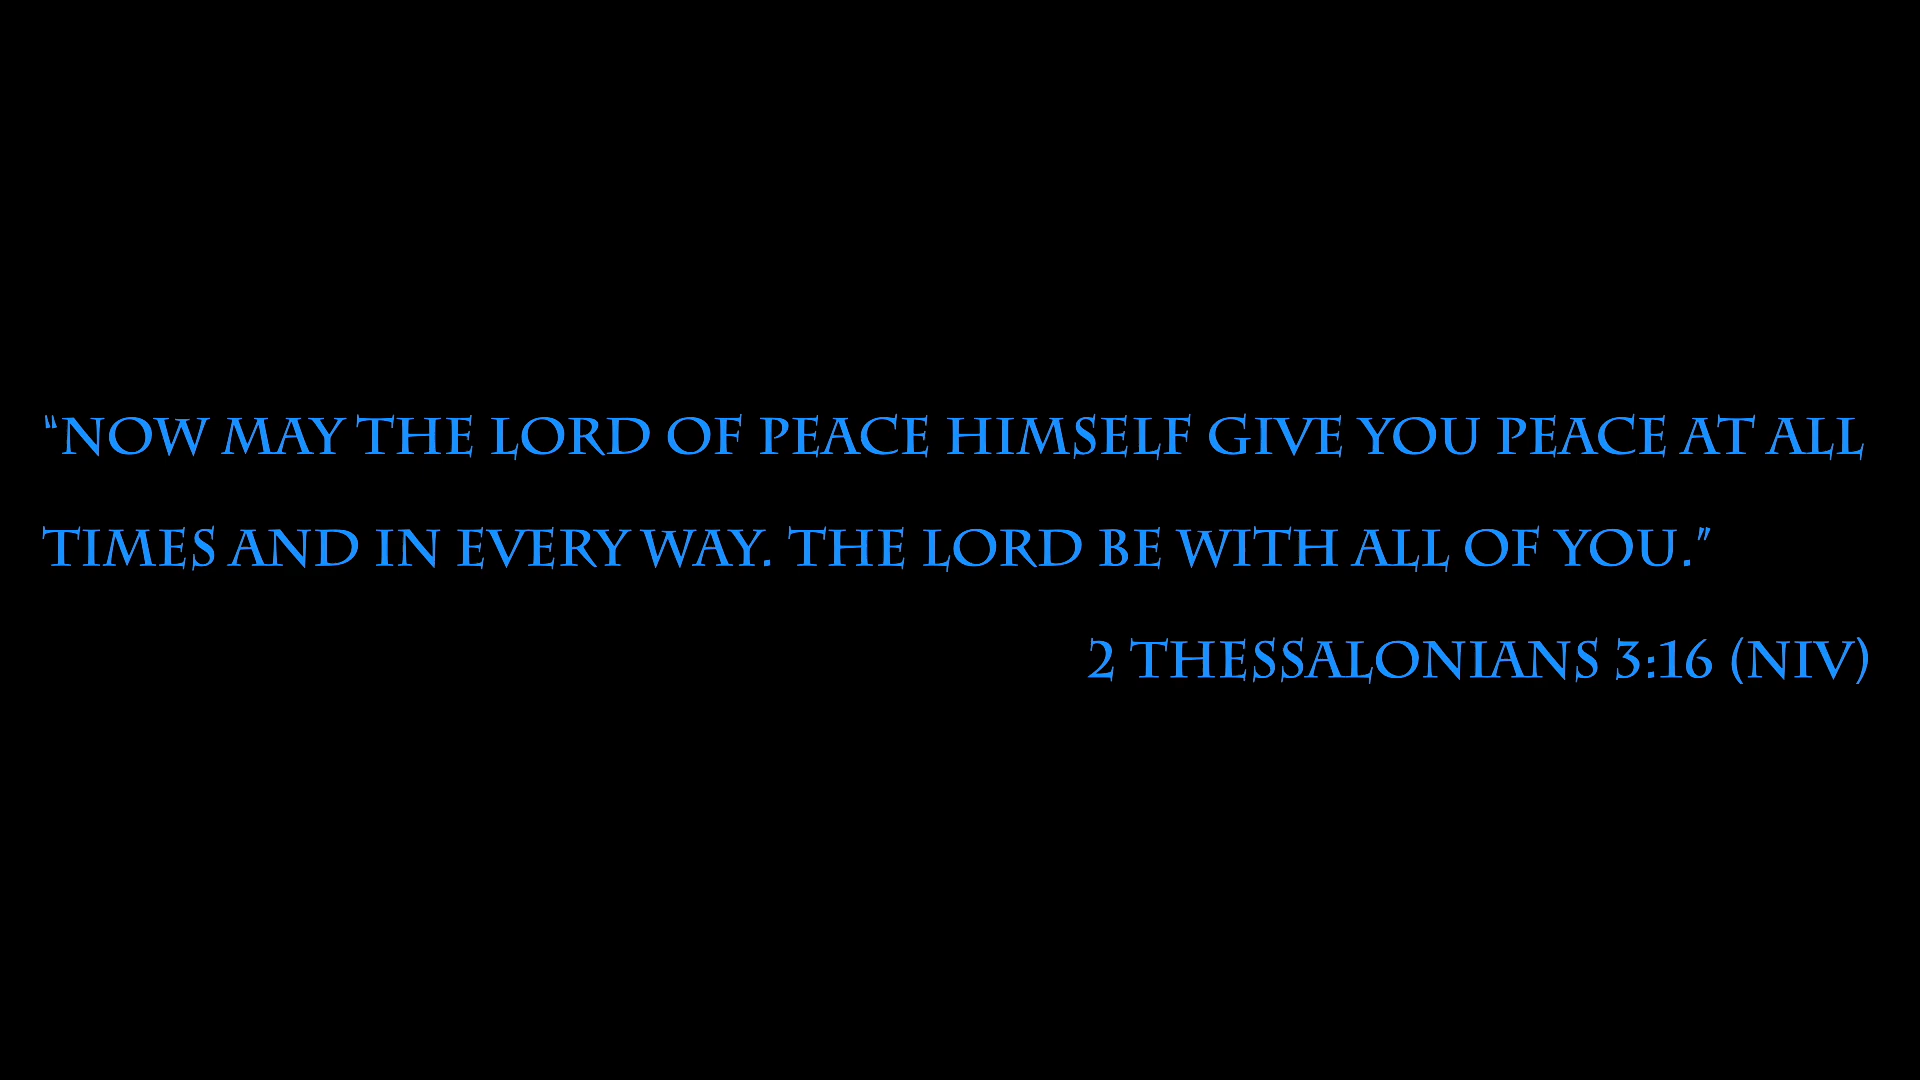 “NOW MAY THE LORD OF PEACE HIMSELF GIVE YOU PEACE AT ALL
TIMES AND IN EVERY WAY. THE LORD BE WITH ALL OF YOU.”
2 THESSALONIANS 3:16 (NIV)